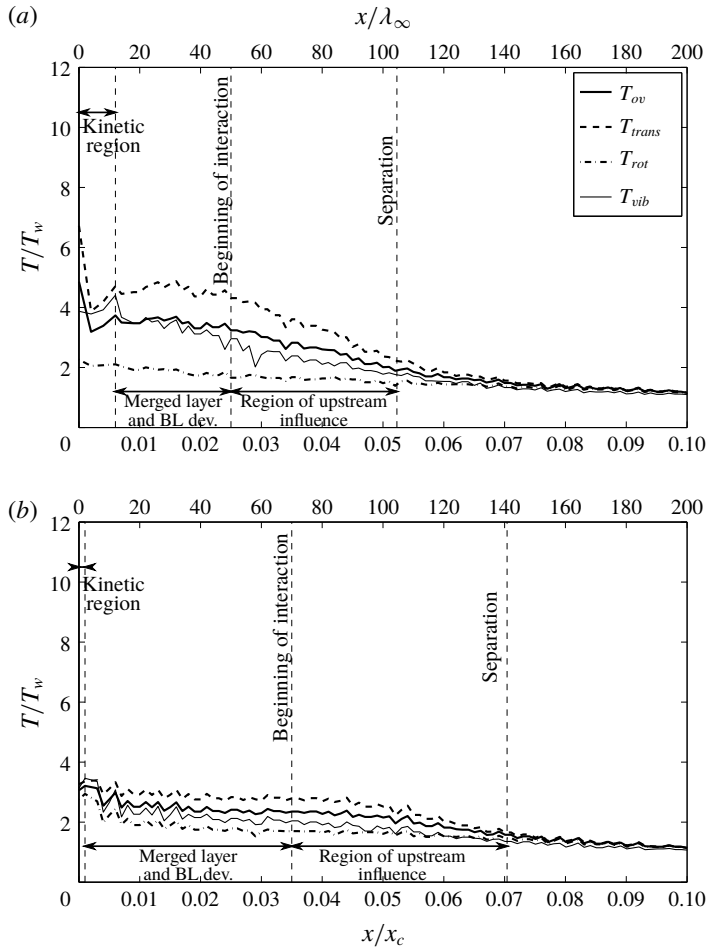 (a)
x/λ∞
0 20 40 60 80 100 120 140 160 180 200
12
10
8
6
4
2
0
T/Tw
Kinetic
region
Beginning of interaction
Separation
Tov
Ttrans
Trot
Tvib
Merged layer
and BL dev.
Region of upstream
influence
0.01 0.02 0.03 0.04 0.05 0.06 0.07 0.08 0.09 0.10
(b)
0 20 40 60 80 100 120 140 160 180 200
12
10
8
6
4
2
0
T/Tw
Kinetic
region
Beginning of interaction
Separation
Merged layer
and BL dev.
Region of upstream
influence
0.01 0.02 0.03 0.04 0.05 0.06 0.07 0.08 0.09 0.10
x/xc